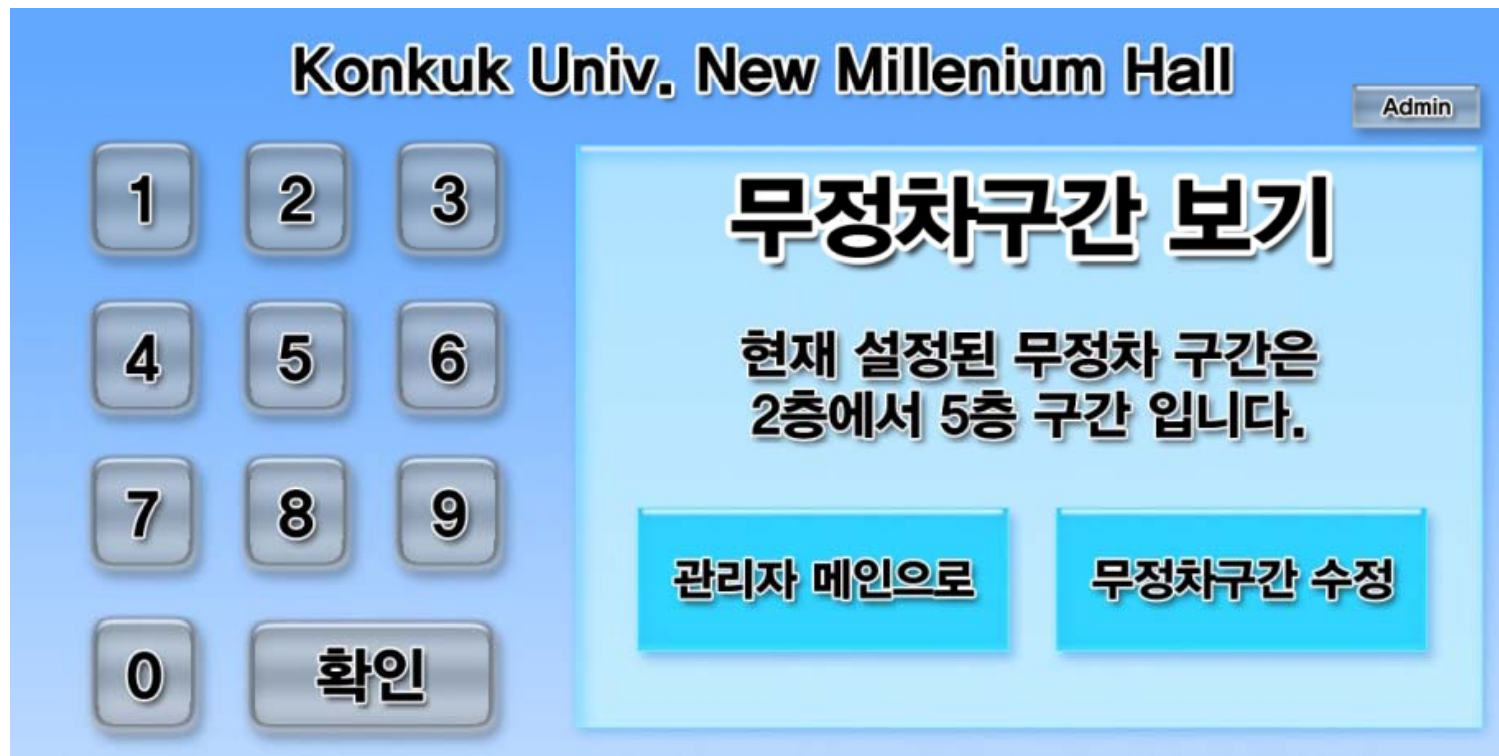 Konkuk Univ. New Millenium Hall
Admin
1 2 3
4 5 6
7 8 9
0 확인
무정차구간 보기
현재 설정된 무정차 구간은
2층에서 5층 구간 입니다.
관리자 메인으로
무정차구간 수정